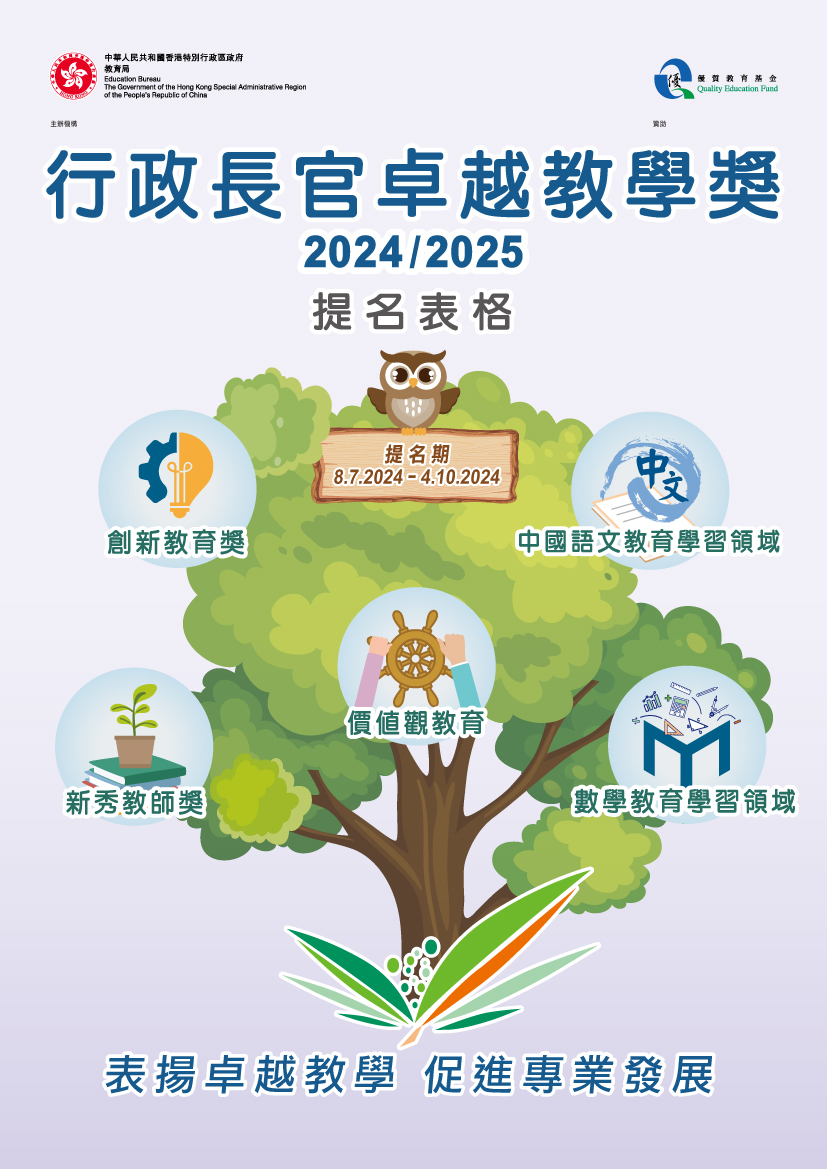 中華人民共和國香港特別行政區政府
教育局
Education Bureau
The Government of the Hong Kong Special Administrative Region
of the People's Republic of China
HONG KONG
優
優質教育基金
Quality Education Fund
主辦機構
贊助
行政長官卓越教學獎
2024/2025
提名表格
提名期
8.7.2024 – 4.10.2024
創新教育獎
中文
中國語文教育學習領域
價值觀教育
新秀教師獎
數學教育學習領域
表揚卓越教學 促進專業發展